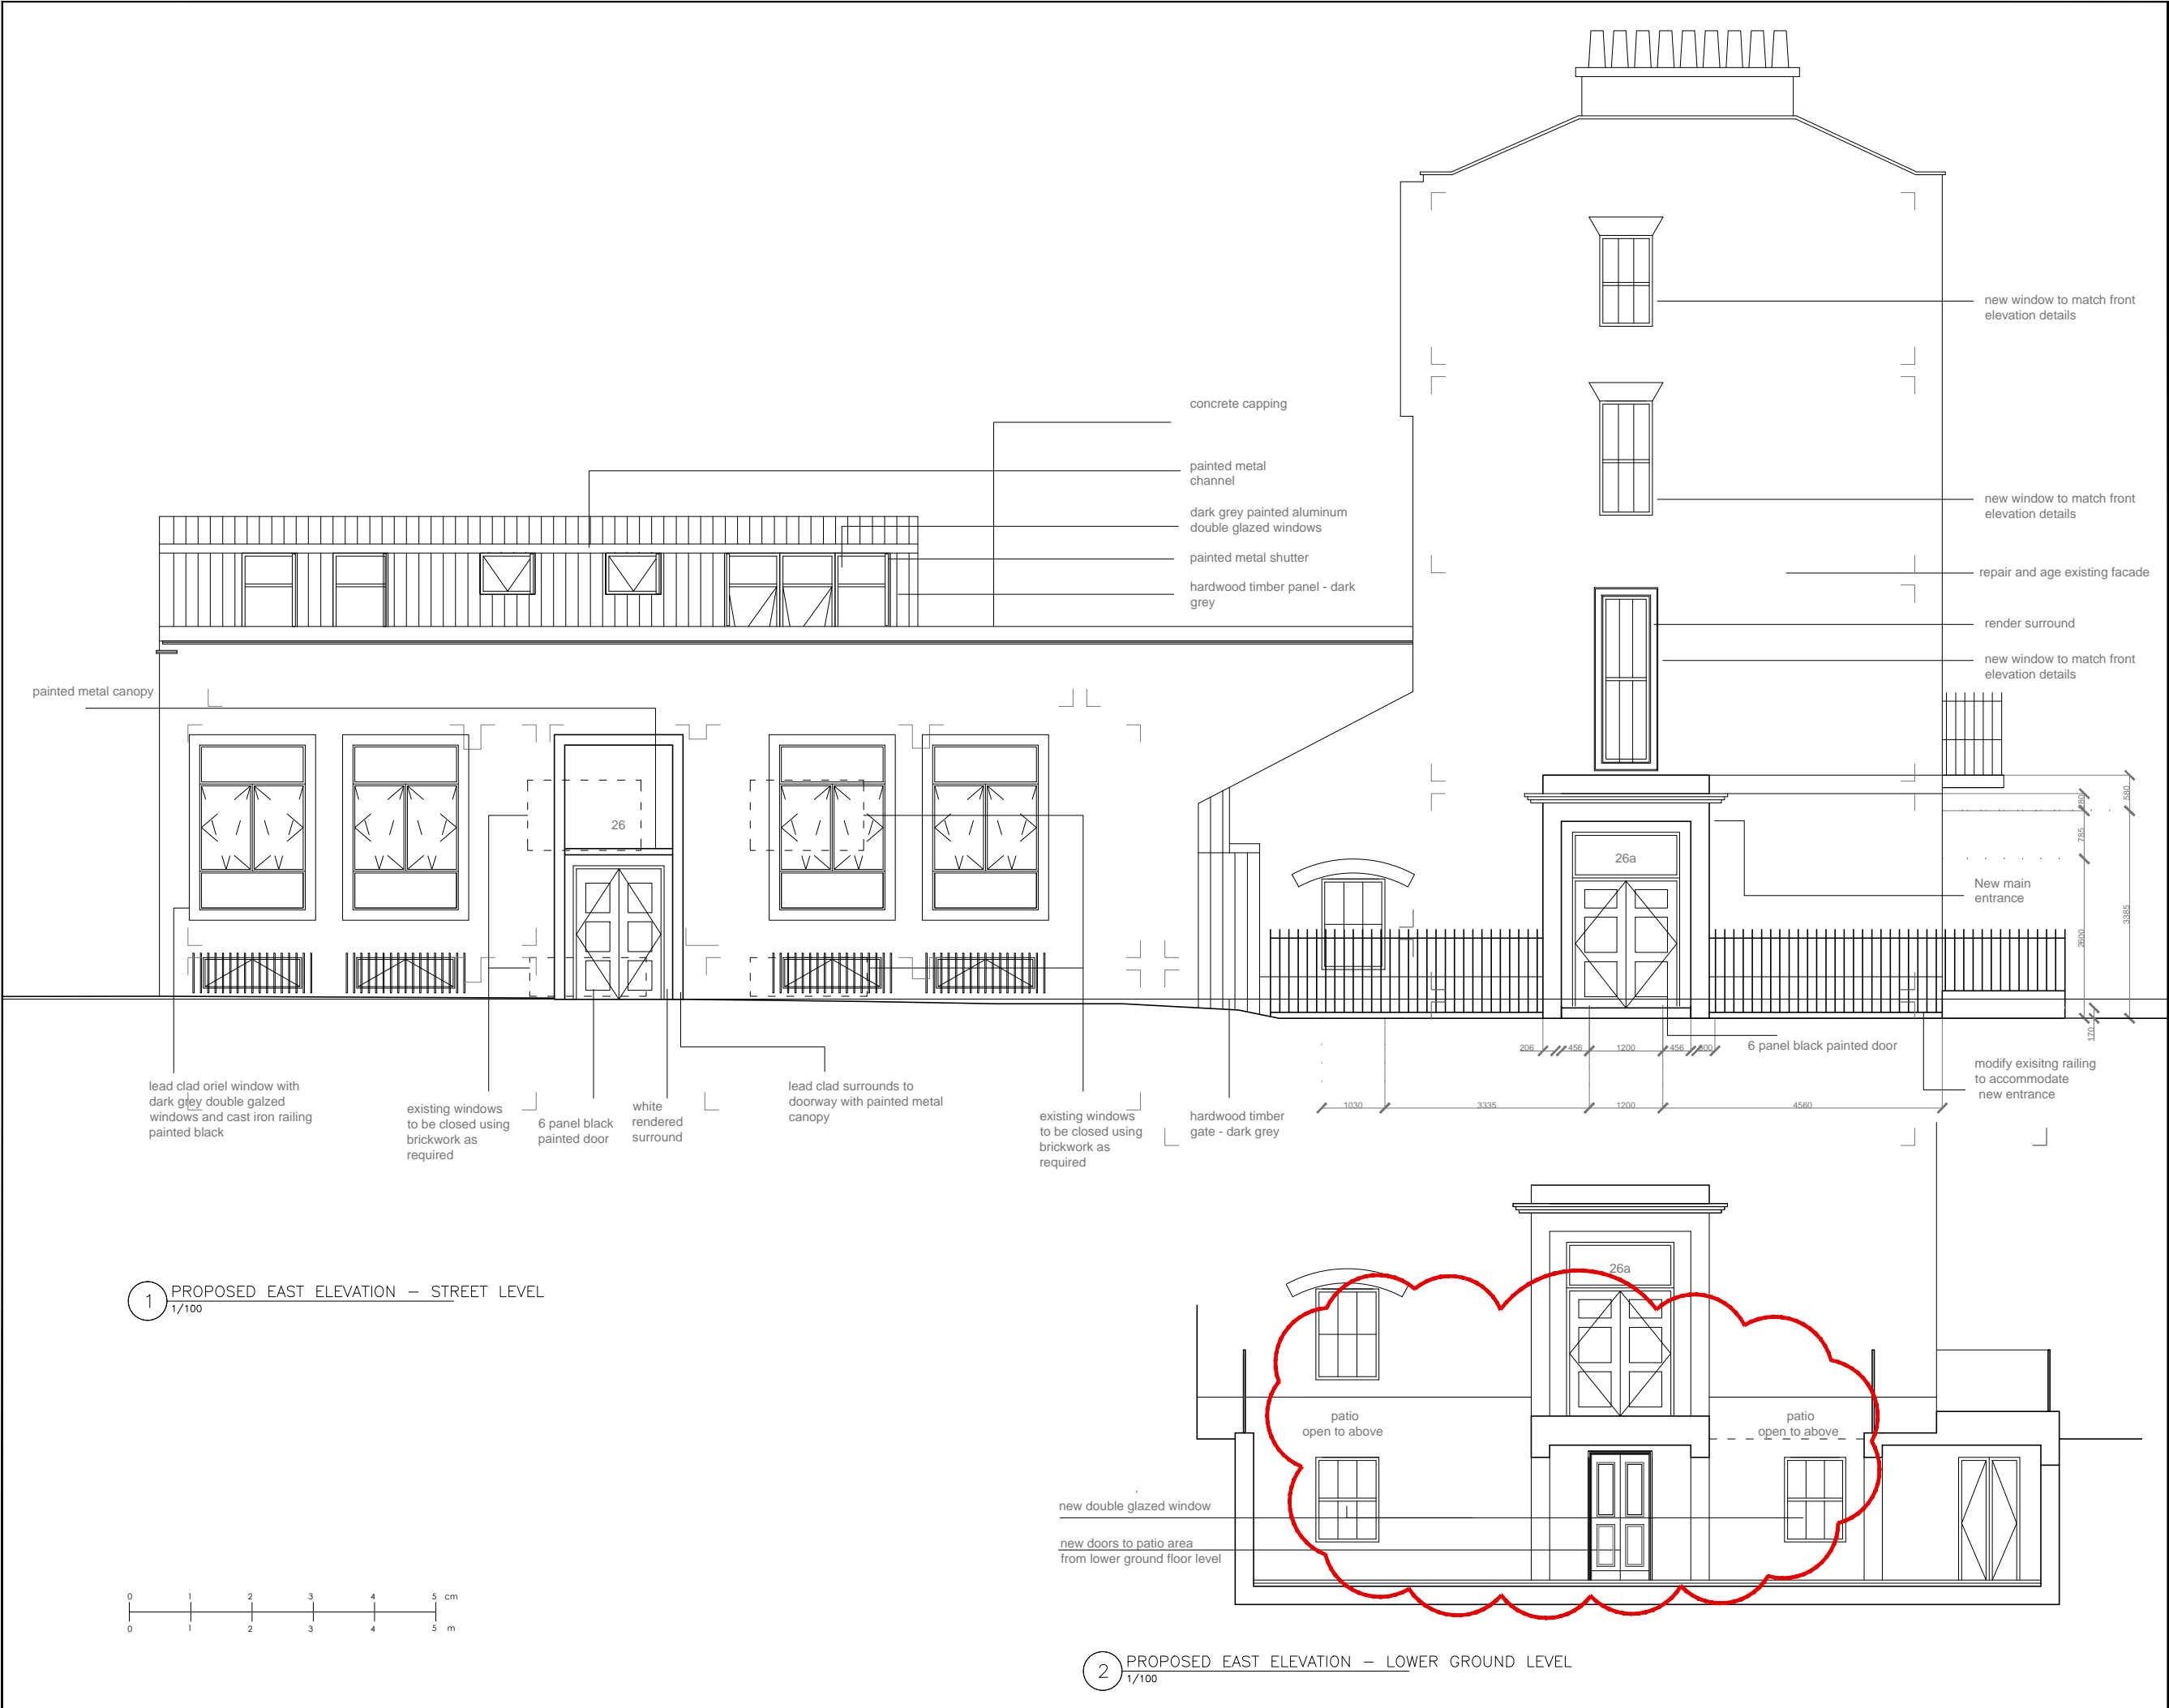 concrete capping
painted metal
channel
dark grey painted aluminum
double glazed windows
painted metal shutter
hardwood timber panel - dark
grey
new window to match front
elevation details
new window to match front
elevation details
repair and age existing facade
render surround
new window to match front
elevation details
painted metal canopy
26
26a
New main
entrance
280
580
785
3385
2600
170
206
456
1200
456
300
6 panel black painted door
modify exisitng railing
to accommodate
new entrance
1030
3335
1200
4560
lead clad oriel window with
dark grey double galzed
windows and cast iron railing
painted black
existing windows
to be closed using
brickwork as
required
6 panel black
painted door
white
rendered
surround
lead clad surrounds to
doorway with painted metal
canopy
existing windows
to be closed using
brickwork as
required
hardwood timber
gate - dark grey
1 PROPOSED EAST ELEVATION – STREET LEVEL
1/100
26a
patio
open to above
patio
open to above
new double glazed window
new doors to patio area
from lower ground floor level
0 1 2 3 4 5 cm
0 1 2 3 4 5 m
2 PROPOSED EAST ELEVATION – LOWER GROUND LEVEL
1/100